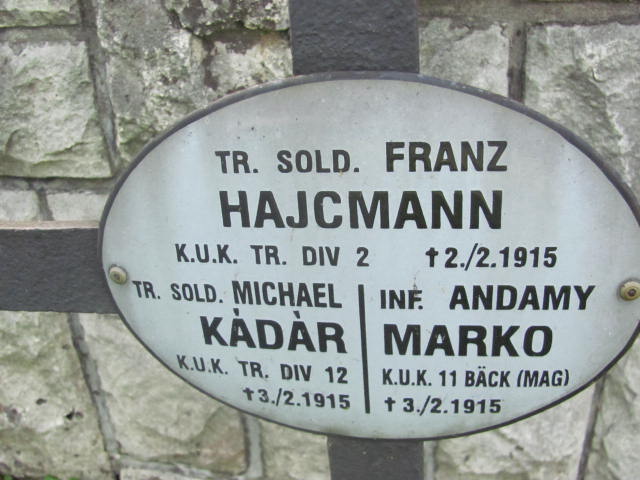 TR. SOLD. FRANZ
HAJCMANN
K.U.K. TR. DIV 2 †2./2.1915
TR. SOLD. MICHAEL
KÀDÀR
K.U.K. TR. DIV 12
†3./2.1915
INF. ANDAMY
MARKO
K.U.K. 11 BÄCK (MAG)
†3./2.1915